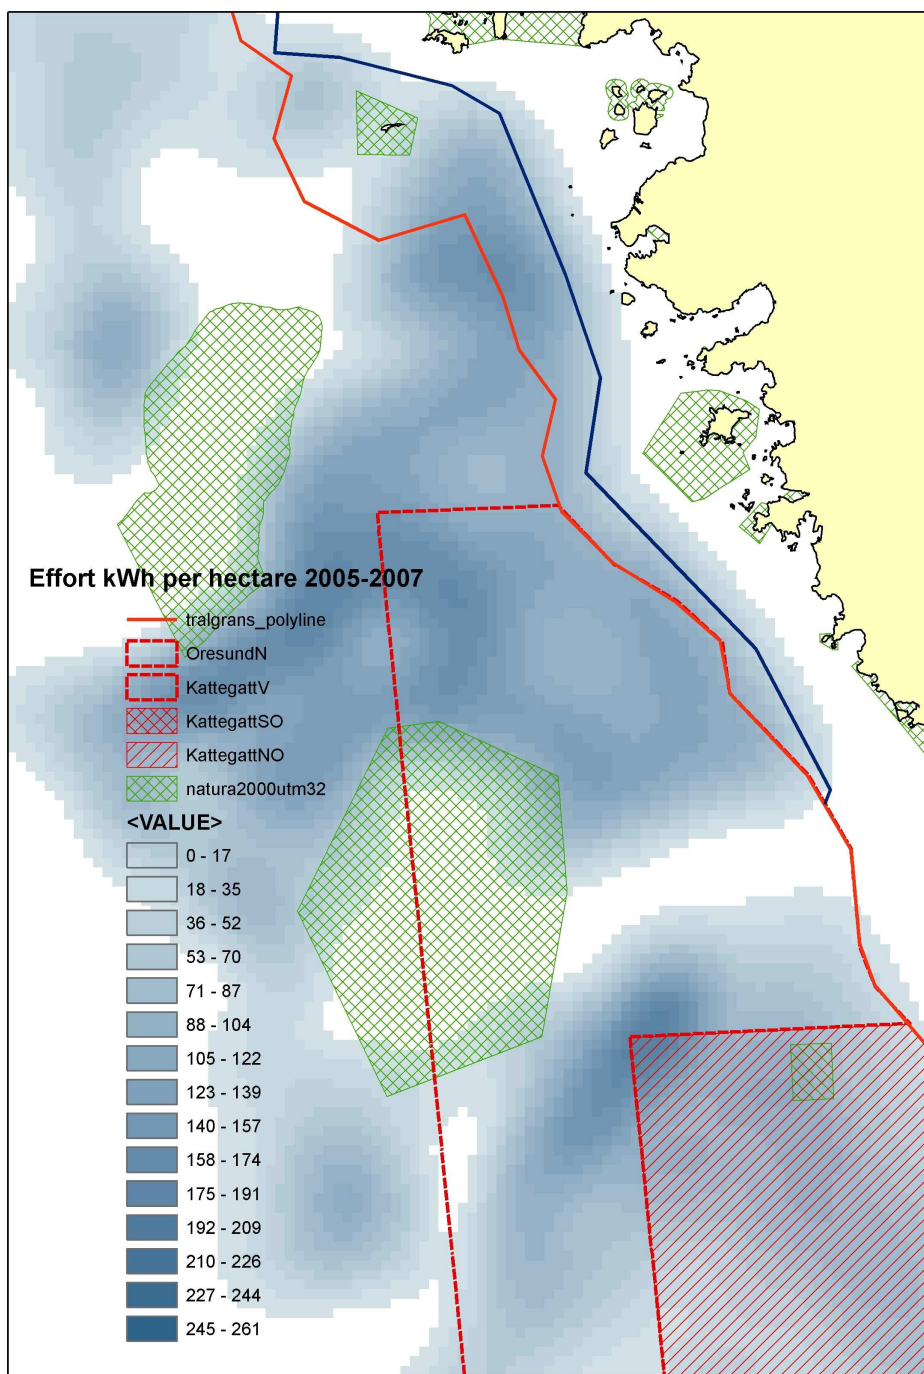 Effort kWh per hectare 2005-2007
tralgrans_polyline
OresundN
KattegattV
KattegattSO
KattegattNO
natura2000utm32
<VALUE>
0 - 17
18 - 35
36 - 52
53 - 70
71 - 87
88 - 104
105 - 122
123 - 139
140 - 157
158 - 174
175 - 191
192 - 209
210 - 226
227 - 244
245 - 261